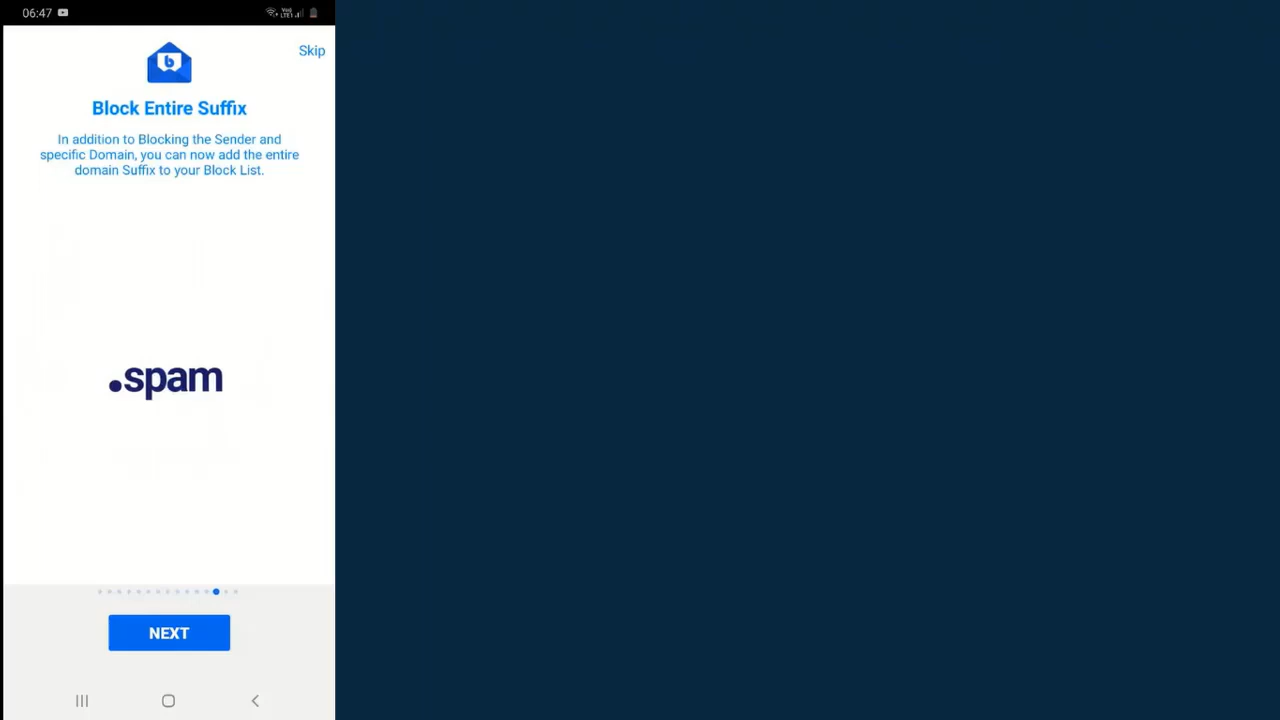 06:47
Skip
Block Entire Suffix
In addition to Blocking the Sender and
specific Domain, you can now add the entire
domain Suffix to your Block List.
.spam
NEXT